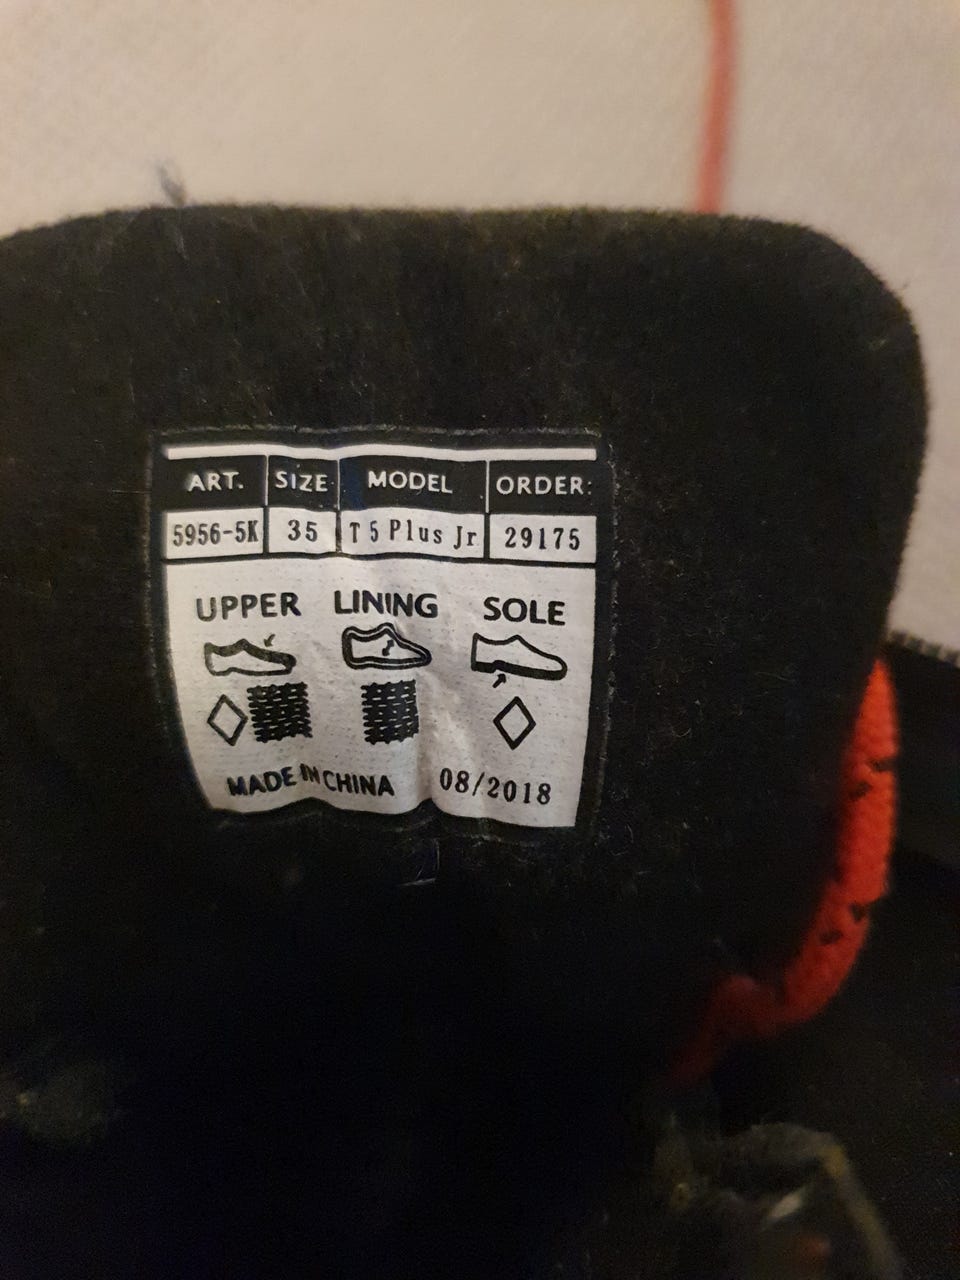 ART. SIZE MODEL ORDER:
5956-5K 35 T 5 Plus Jr 29175
UPPER LINING SOLE
MADE IN CHINA 08/2018